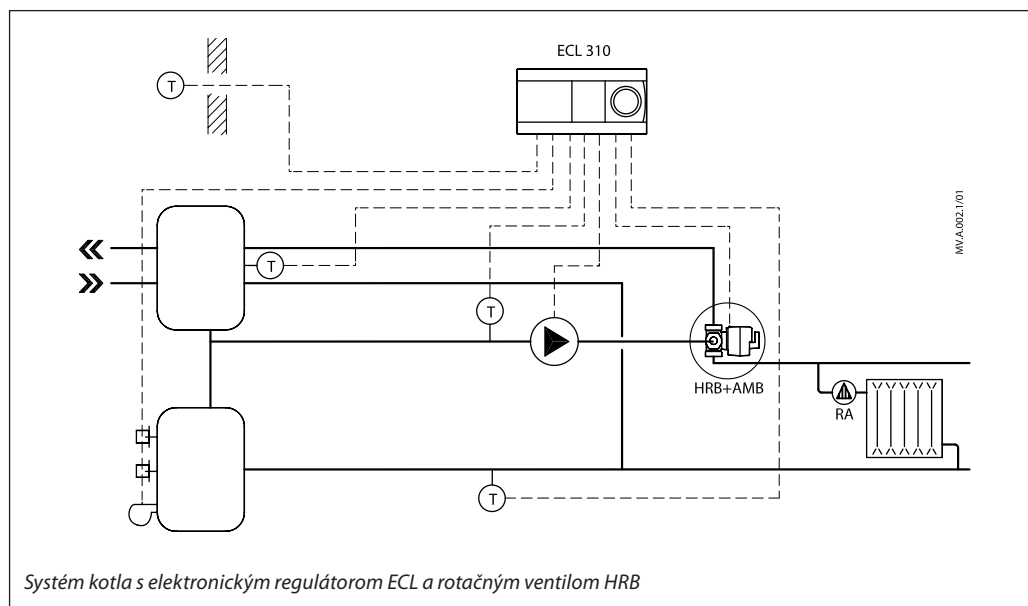 ECL 310
T
T
T
MV.A.002.1/01
HRB+AMB
RA
T
Systém kotla s elektronickým regulátorom ECL a rotačným ventilom HRB